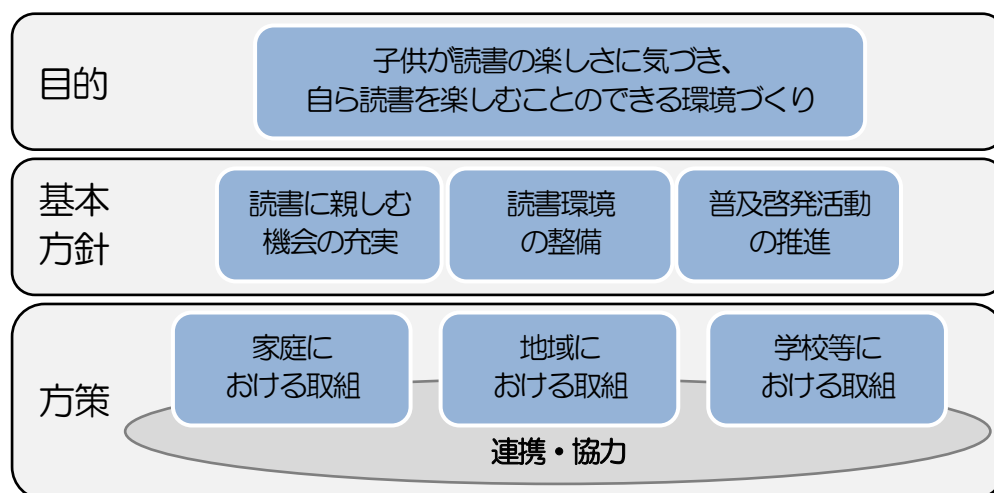 目的
子供が読書の楽しさに気づき、
自ら読書を楽しむことのできる環境づくり
基本
方針
読書に親しむ
機会の充実
読書環境
の整備
普及啓発活動
の推進
方策
家庭に
おける取組
地域に
おける取組
学校等に
おける取組
連携・協力